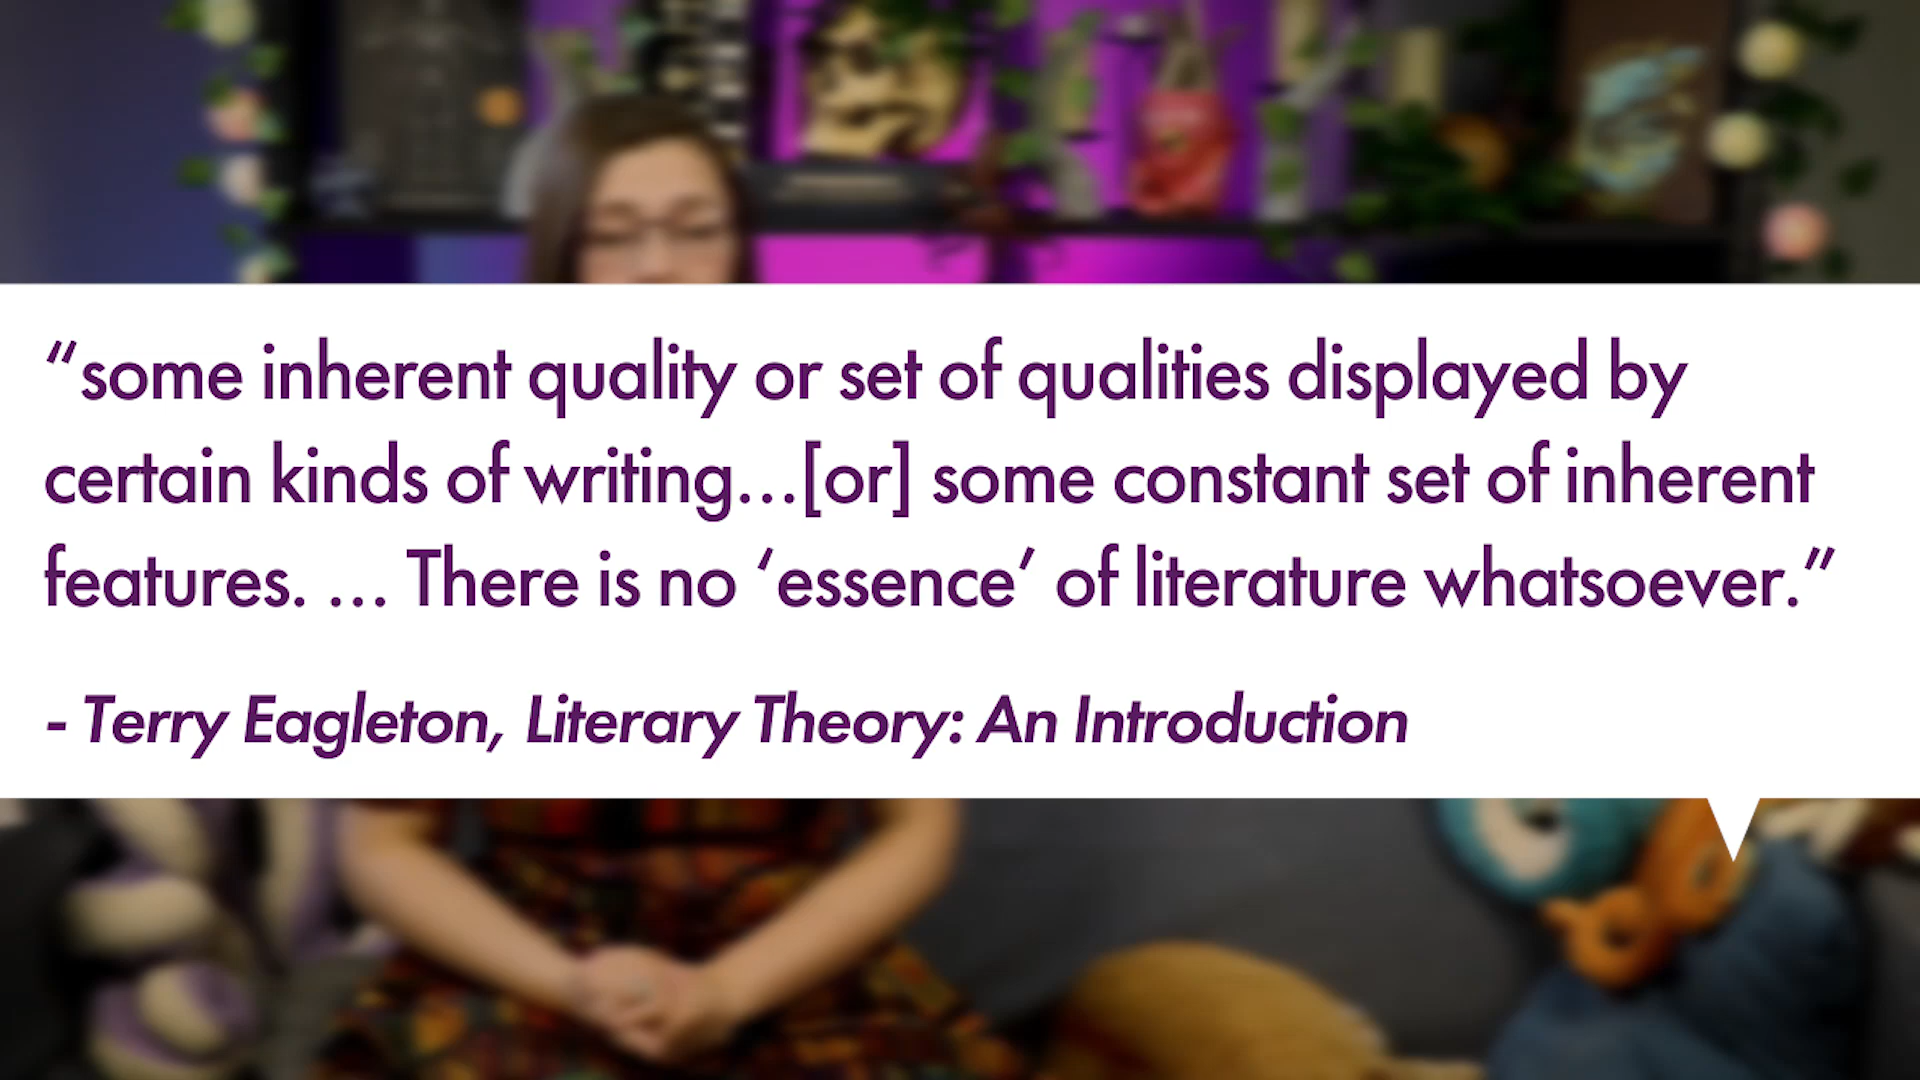 “some inherent quality or set of qualities displayed by
certain kinds of writing…[or] some constant set of inherent
features. … There is no ‘essence’ of literature whatsoever.”
- Terry Eagleton, Literary Theory: An Introduction